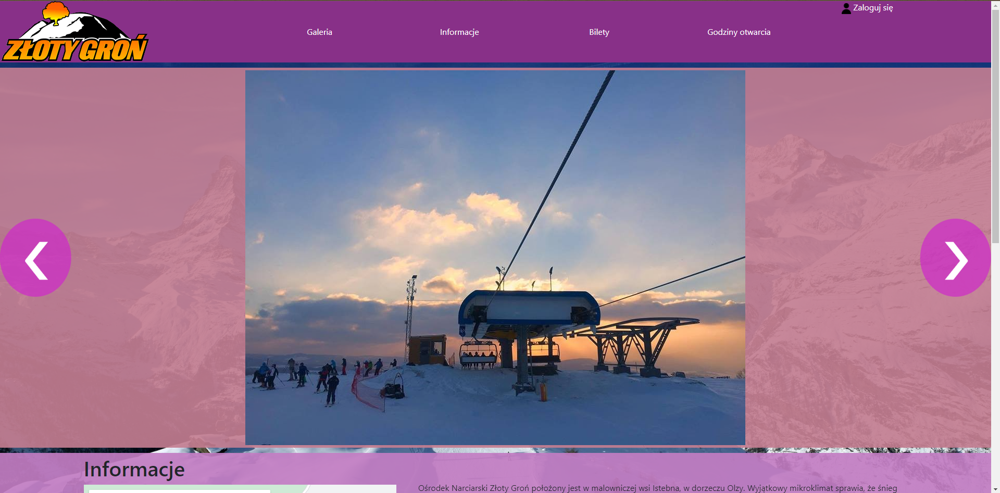 ZŁOTY GROŃ
Zaloguj się
Galeria
Informacje
Bilety
Godziny otwarcia
Informacje
Ośrodek Narciarski Złoty Groń położony jest w malowniczej wsi Istebna, w dorzeczu Olzy. Wyjątkowy mikroklimat sprawia, że śnieg